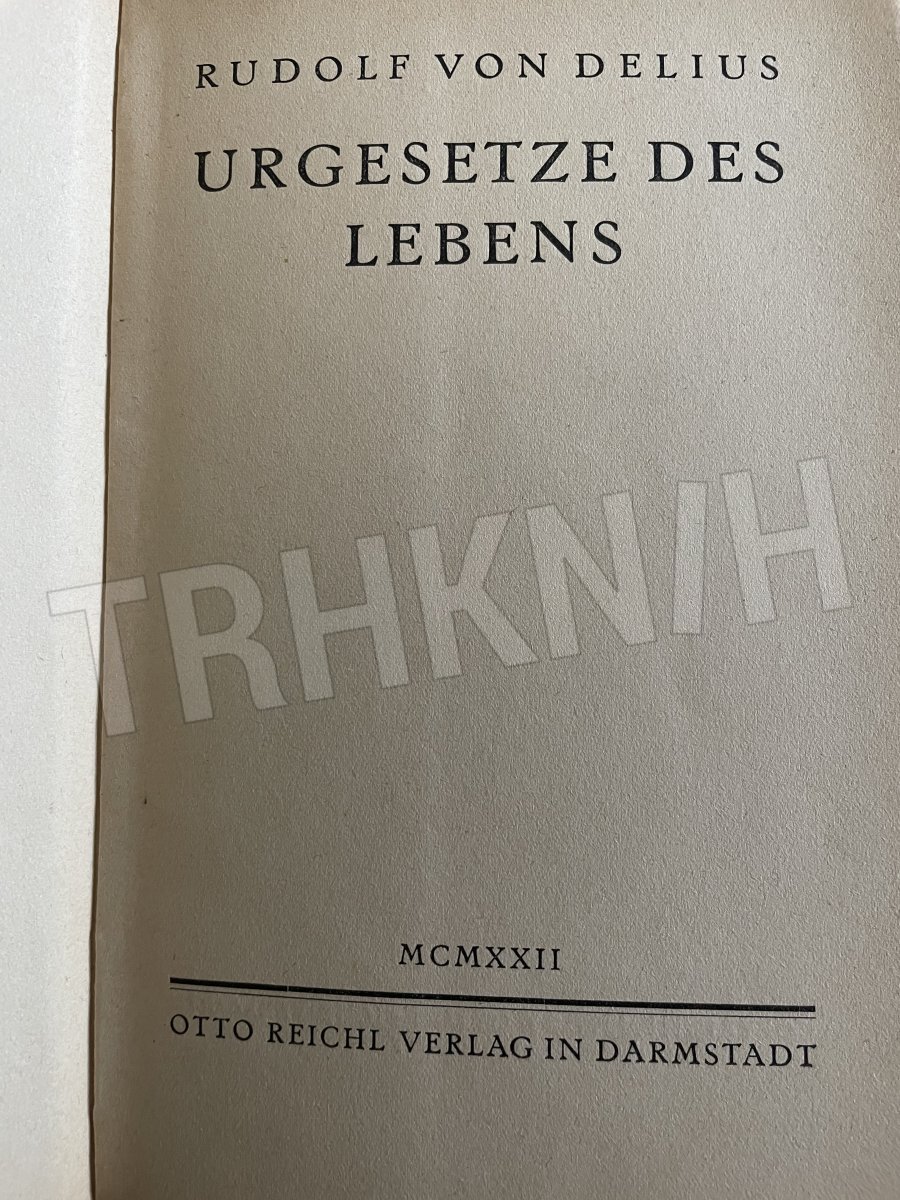 RUDOLF VON DELIUS
URGESETZE DES
LEBENS
TRHKN/H
MCMXXII
OTTO REICHL VERLAG IN DARMSTADT